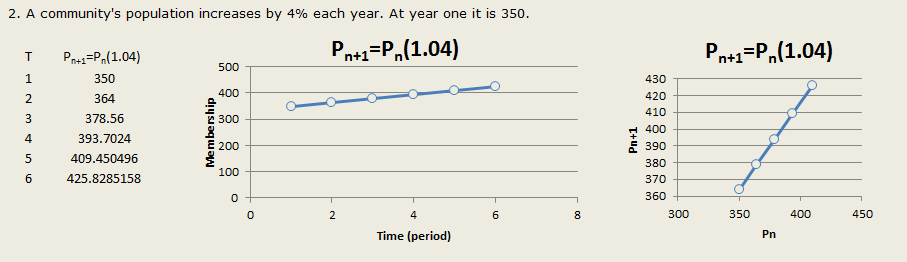 2. A community's population increases by 4% each year. At year one it is 350.
T Pn+1=Pn(1.04)
1 350
2 364
3 378.56
4 393.7024
5 409.450496
6 425.8285158
Pn+1=Pn(1.04)
Membership
500
400
300
200
100
0
0 2 4 6 8
Time (period)
Pn+1=Pn(1.04)
Pn+1
430
420
410
400
390
380
370
360
300 350 400 450
Pn